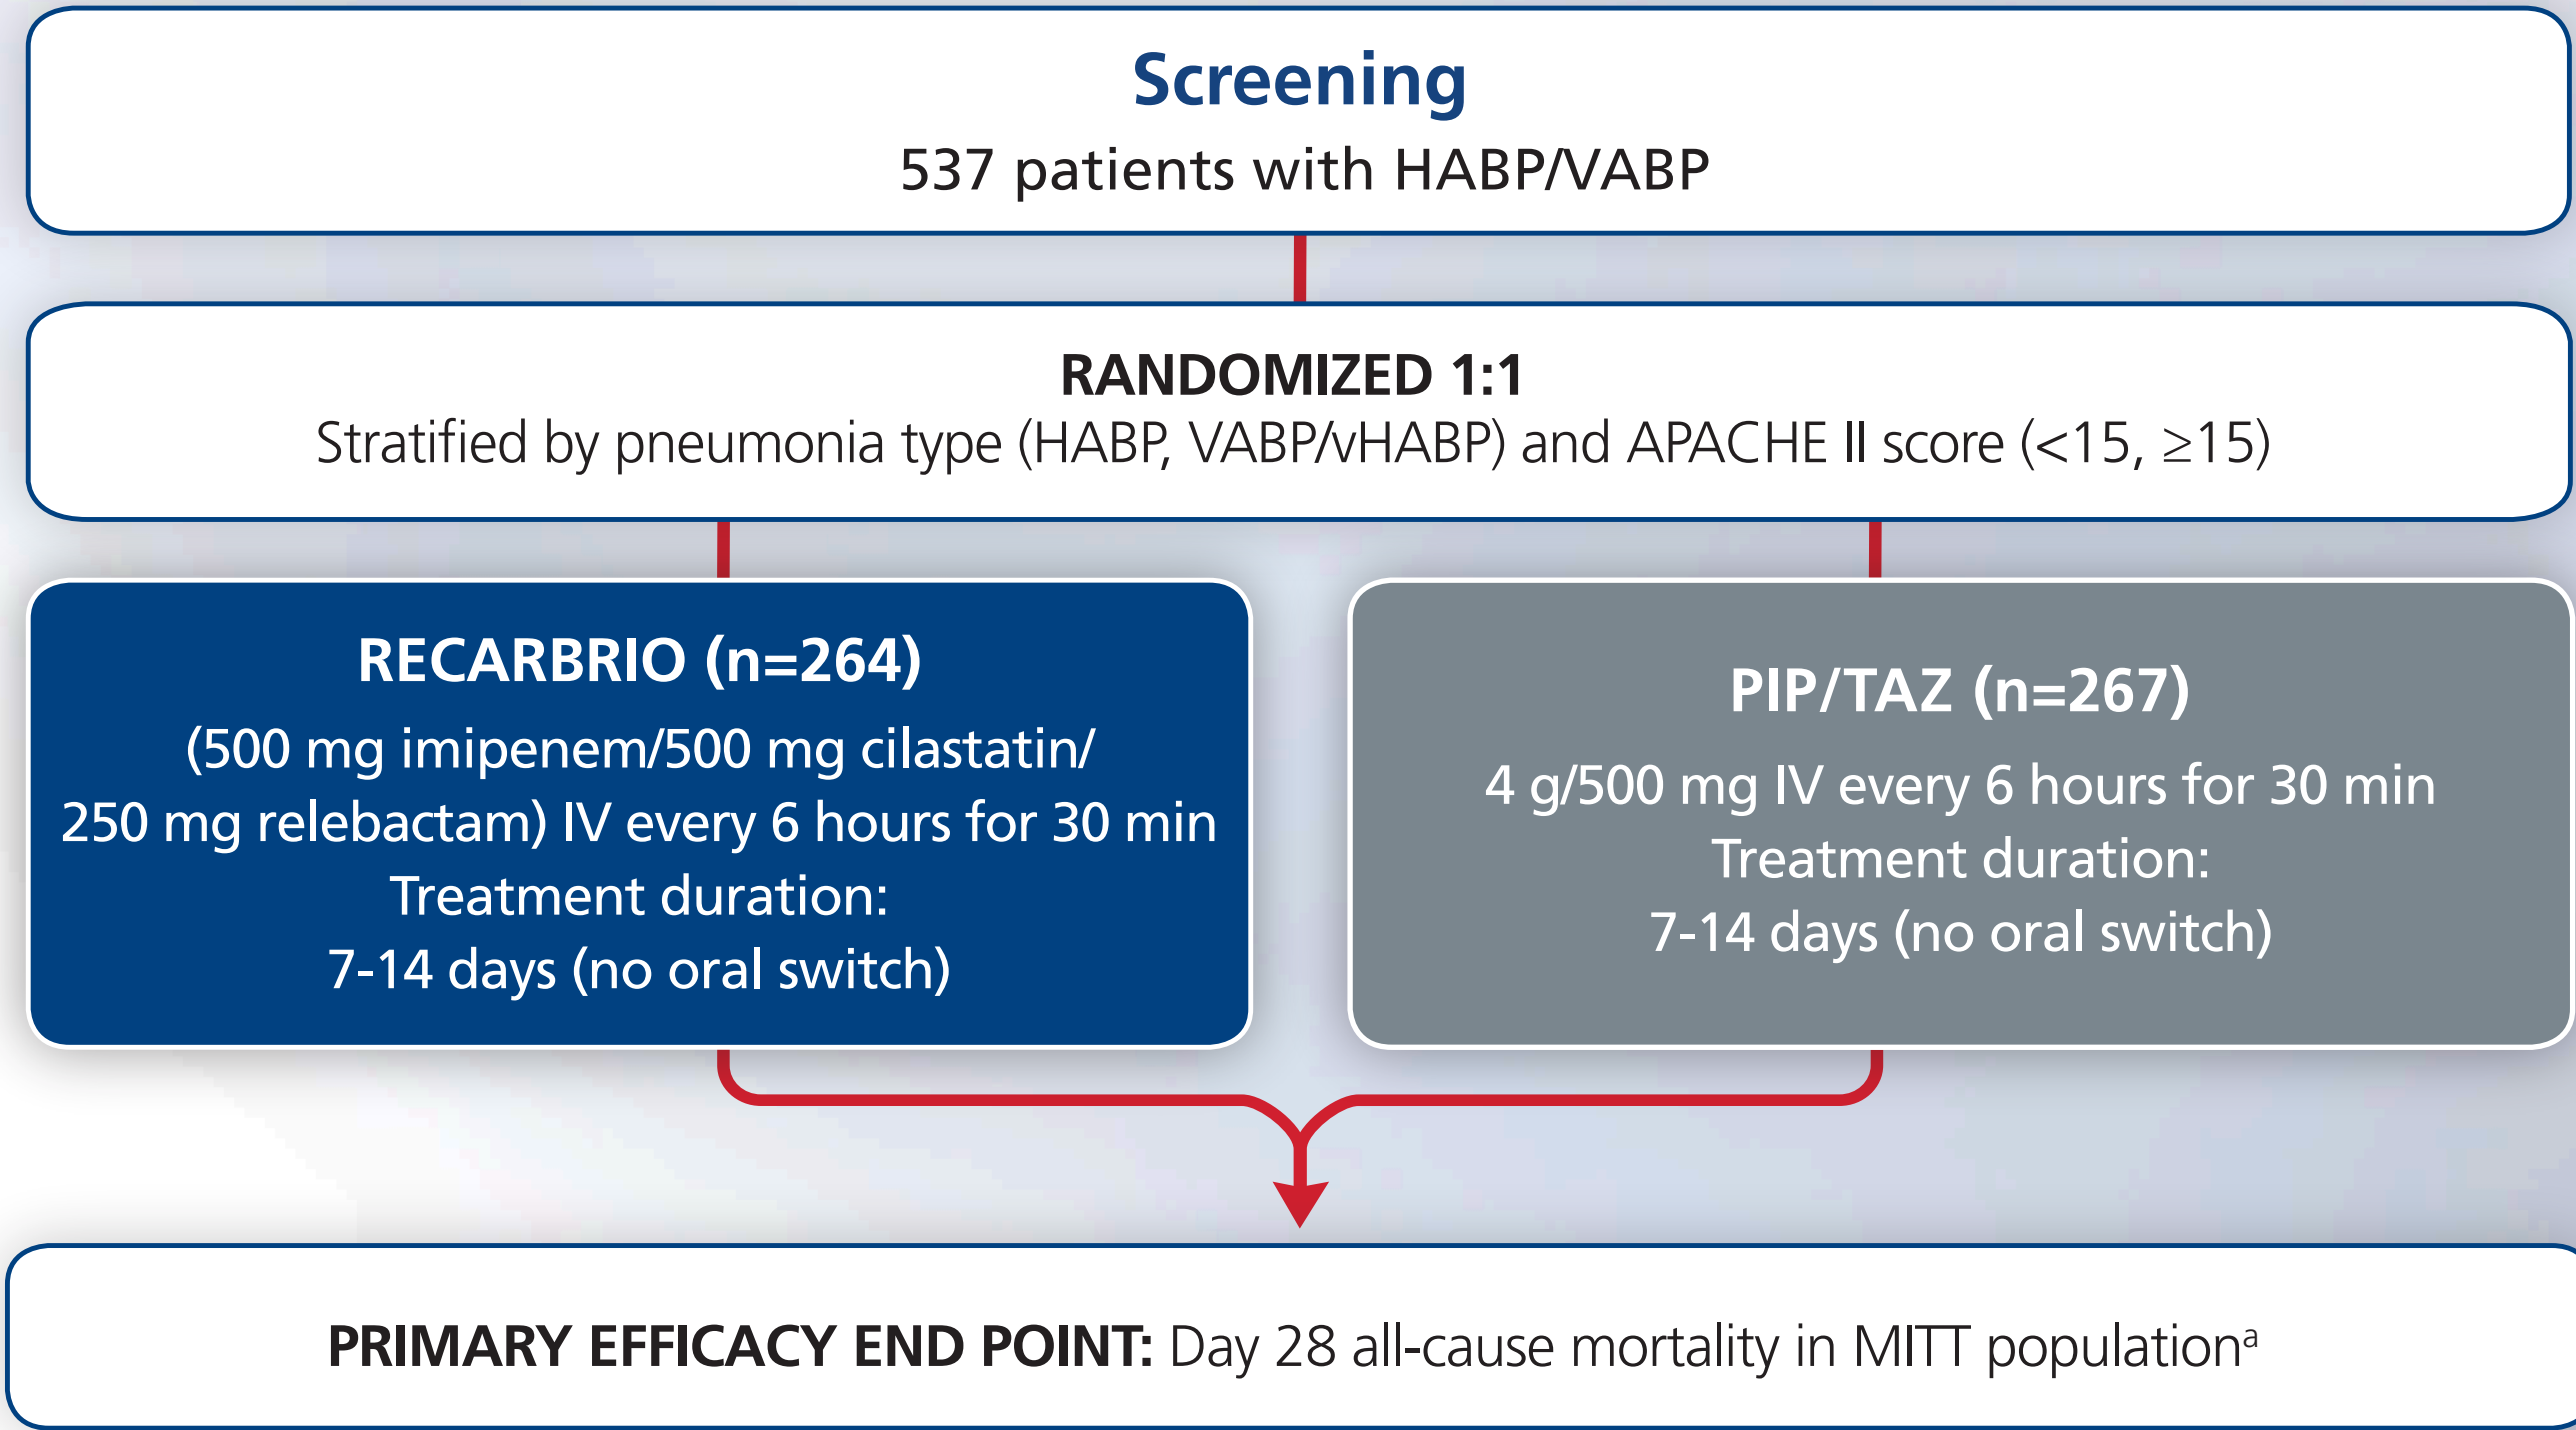 Screening
537 patients with HABP/VABP
RANDOMIZED 1:1
Stratified by pneumonia type (HABP, VABP/vHABP) and APACHE II score (<15, ≥15)
RECARBRIO (n=264)
(500 mg imipenem/500 mg cilastatin/
250 mg relebactam) IV every 6 hours for 30 min
Treatment duration:
7-14 days (no oral switch)
PIP/TAZ (n=267)
4 g/500 mg IV every 6 hours for 30 min
Treatment duration:
7-14 days (no oral switch)
PRIMARY EFFICACY END POINT: Day 28 all-cause mortality in MITT populationᵃ